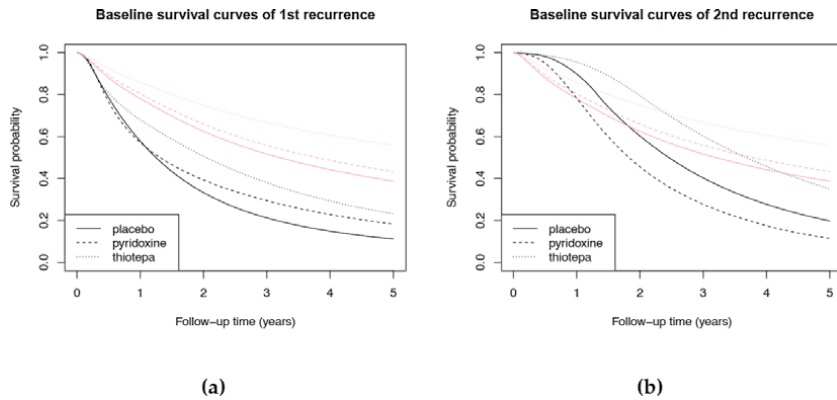 Baseline survival curves of 1st recurrence
Survival probability
1.0
0.8
0.6
0.4
0.2
0.0
placebo
pyridoxine
thiotepa
0 1 2 3 4 5
Follow-up time (years)
(a)
Baseline survival curves of 2nd recurrence
Survival probability
1.0
0.8
0.6
0.4
0.2
0.0
placebo
pyridoxine
thiotepa
0 1 2 3 4 5
Follow-up time (years)
(b)